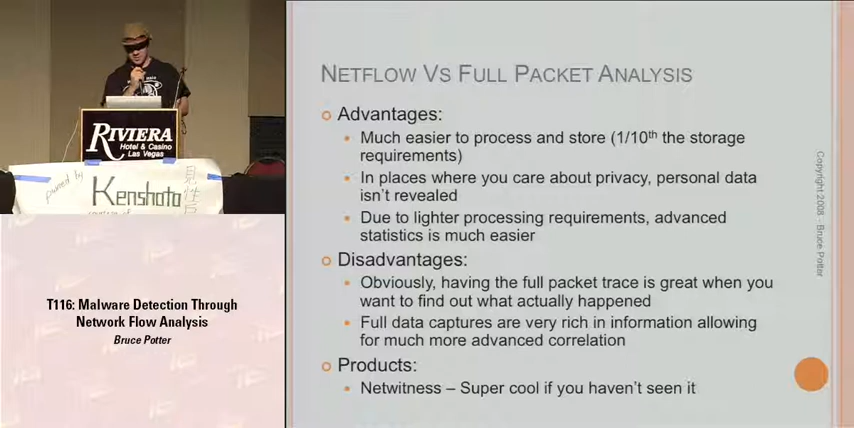 RIVIERA
Hotel & Casino
Las Vegas
powned by
Kenshoto
見性
T116: Malware Detection Through
Network Flow Analysis
Bruce Potter
NETFLOW VS FULL PACKET ANALYSIS
Advantages:
Much easier to process and store (1/10th the storage
requirements)
In places where you care about privacy, personal data
isn't revealed
Due to lighter processing requirements, advanced
statistics is much easier
Disadvantages:
Obviously, having the full packet trace is great when you
want to find out what actually happened
Full data captures are very rich in information allowing
for much more advanced correlation
Products:
Netwitness – Super cool if you haven't seen it
Copyright 2008 - Bruce Potter